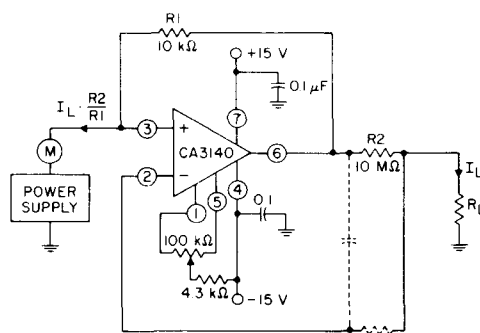 R1
10 kΩ
+15 V
0.1 μF
I_L · R2/R1
3
+
7
M
CA3140
6
R2
10 MΩ
I_L
2
−
POWER
SUPPLY
1
5
4
0.1
R_L
100 kΩ
4.3 kΩ
−15 V